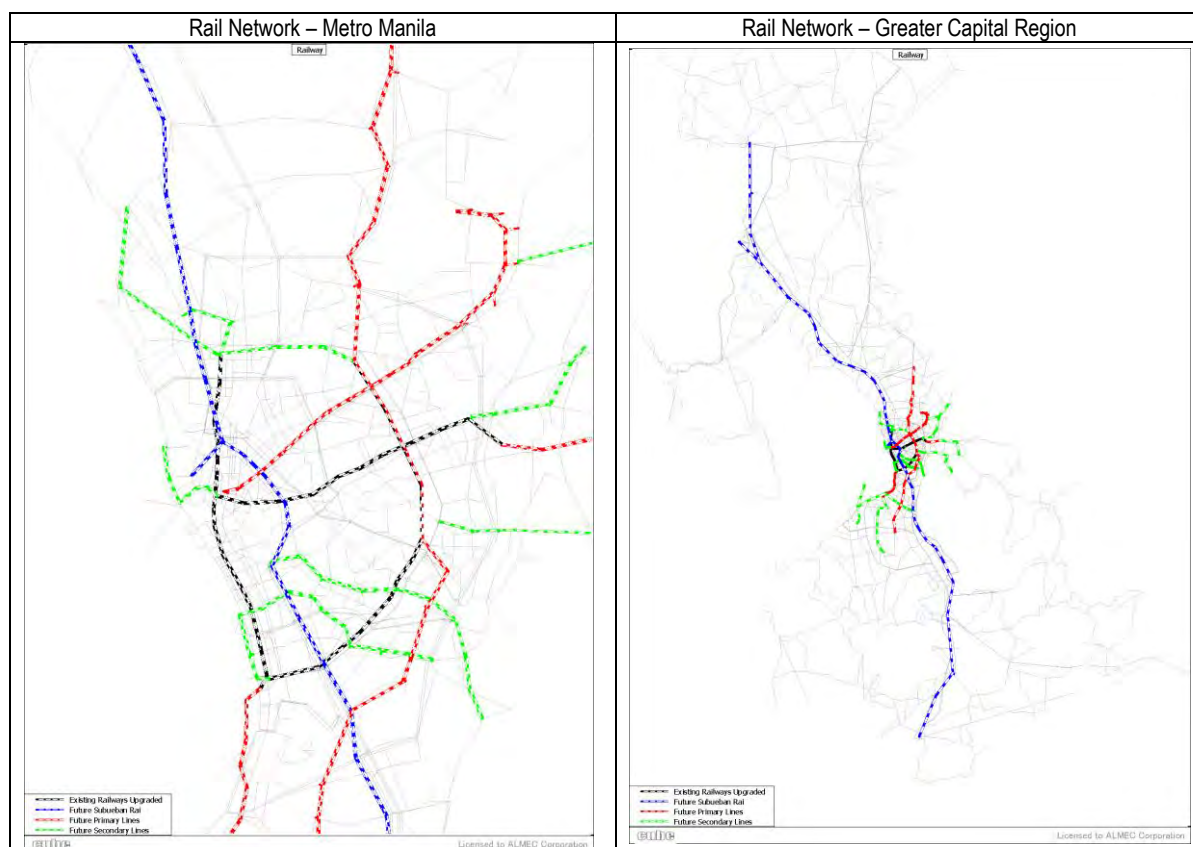 Rail Network – Metro Manila
Railway
Existing Railways Upgraded
Future Subueban Rai
Future Primary Lines
Future Secondary Lines
Licensed to ALMEC Corporation
Rail Network – Greater Capital Region
Railway
Existing Railways Upgraded
Future Subueban Rai
Future Primary Lines
Future Secondary Lines
Licensed to ALMEC Corporation